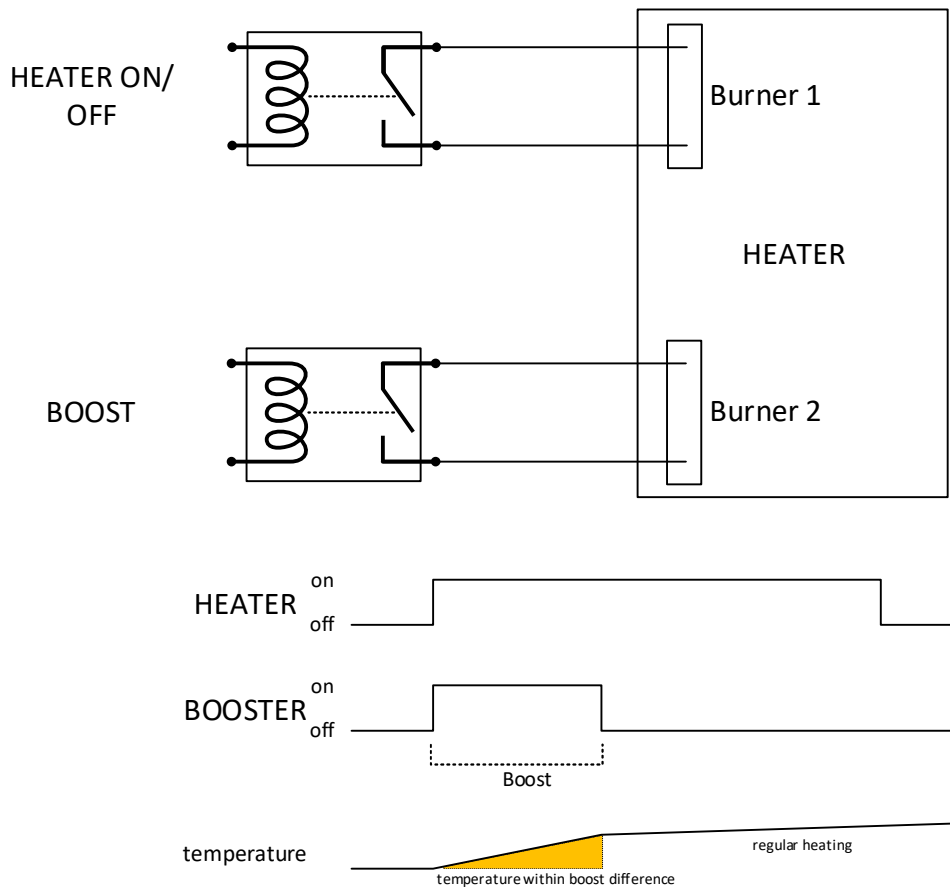 HEATER ON/
OFF
Burner 1
HEATER
BOOST
Burner 2
on
HEATER
off
on
BOOSTER
off
Boost
temperature
regular heating
temperature within boost difference